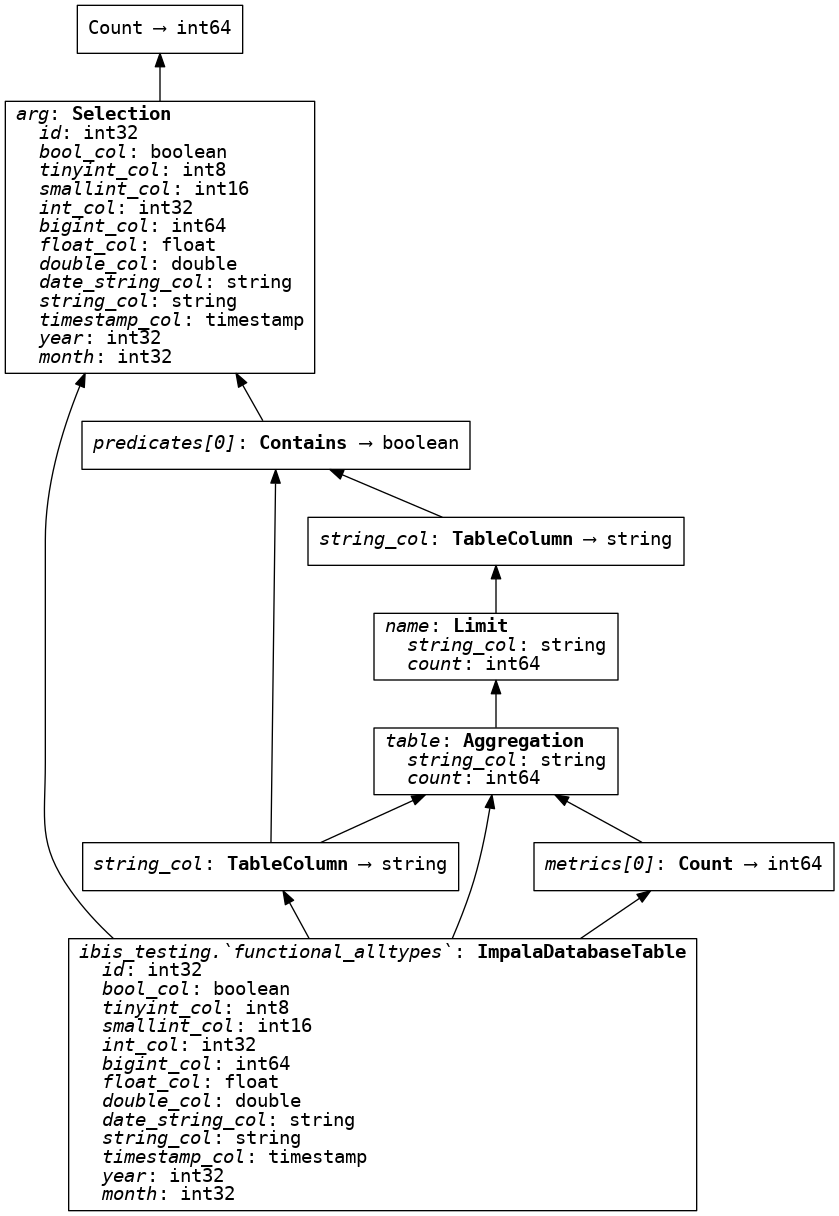 Count → int64
arg: Selection
id: int32
bool_col: boolean
tinyint_col: int8
smallint_col: int16
int_col: int32
bigint_col: int64
float_col: float
double_col: double
date_string_col: string
string_col: string
timestamp_col: timestamp
year: int32
month: int32
predicates[0]: Contains → boolean
string_col: TableColumn → string
name: Limit
string_col: string
count: int64
table: Aggregation
string_col: string
count: int64
string_col: TableColumn → string
metrics[0]: Count → int64
ibis_testing.`functional_alltypes`: ImpalaDatabaseTable
id: int32
bool_col: boolean
tinyint_col: int8
smallint_col: int16
int_col: int32
bigint_col: int64
float_col: float
double_col: double
date_string_col: string
string_col: string
timestamp_col: timestamp
year: int32
month: int32